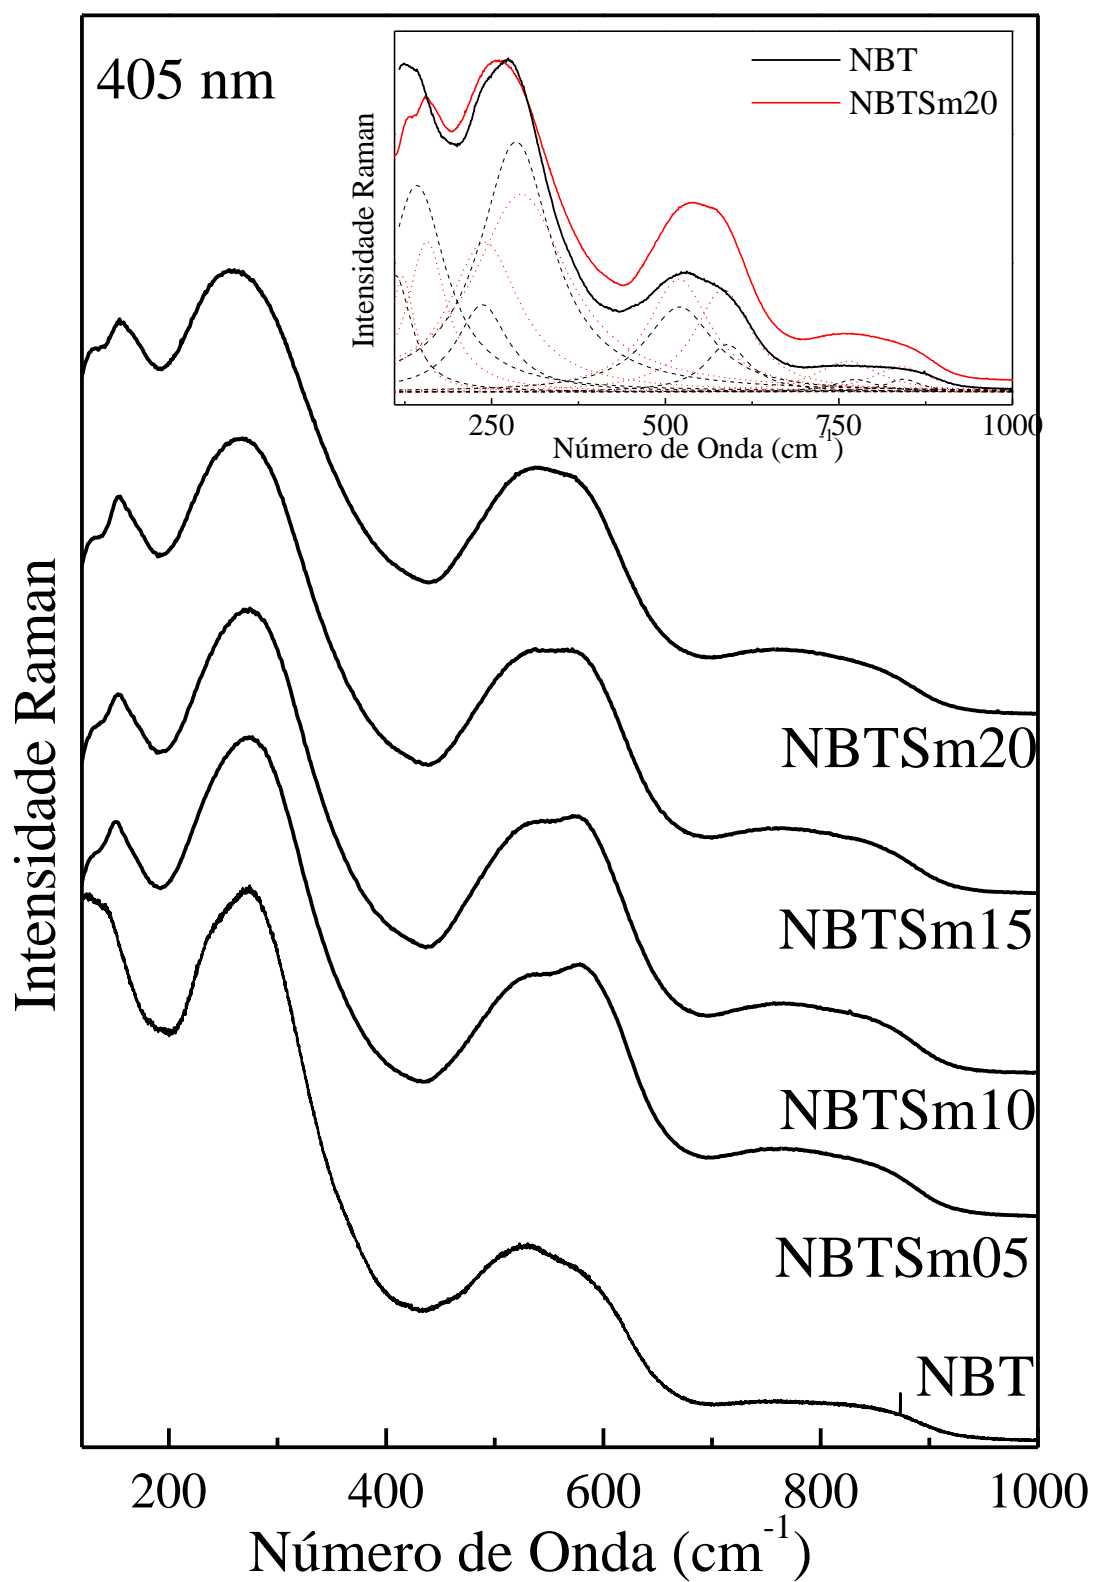 405 nm
NBT
NBTSm20
Intensidade Raman
250 500 750 1000
Número de Onda (cm-1)
Intensidade Raman
NBTSm20
NBTSm15
NBTSm10
NBTSm05
NBT
200 400 600 800 1000
Número de Onda (cm-1)